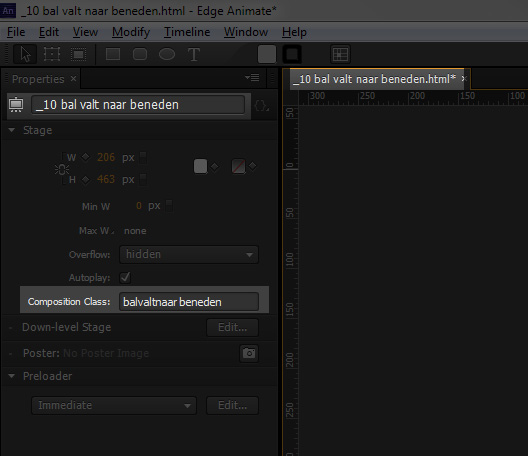 An _10 bal valt naar beneden.html - Edge Animate*
File Edit View Modify Timeline Window Help
T
Properties × _10 bal valt naar beneden.html* ×
_10 bal valt naar beneden {},
300 250 200 150 100
Stage
W 206 px
H 463 px
Min W 0 px
Max W . none
Overflow: hidden
Autoplay:
Composition Class: balvaltnaar beneden
Down-level Stage Edit...
Poster: No Poster Image
Preloader
Immediate Edit...
50
0
50
100
150
200
250